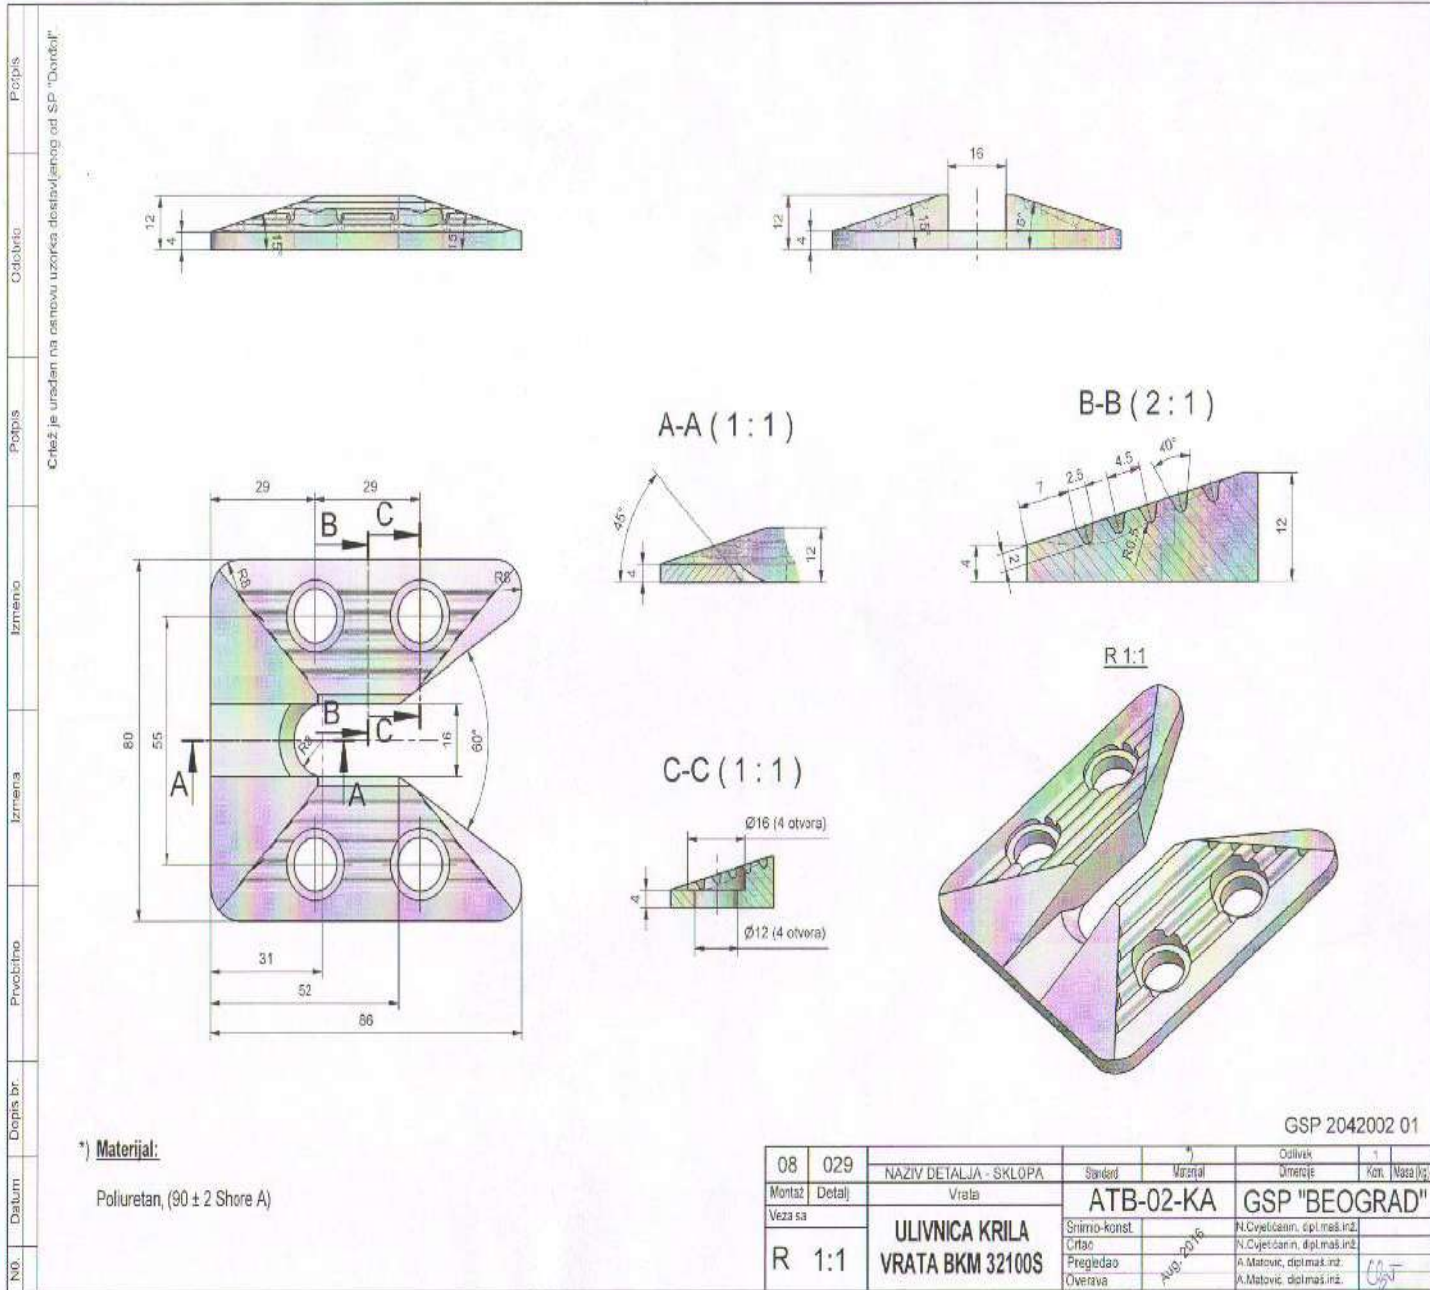 Potpis
Odobrio
Potpis
Izmenio
Izmena
Prvobitno
Dopis br.
Datum
NO.
Crtež je urađen na osnovu uzorka dostavljenog od SP "Dorćol".
12
4
15°
15°
16
12
4
15°
15°
A-A ( 1 : 1 )
45°
4
12
B-B ( 2 : 1 )
7
2.5
4.5
40°
4
2
R0.5
12
29
29
B
C
R8
R8
80
55
B
C
R8
16
60°
A
A
31
52
86
C-C ( 1 : 1 )
Ø16 (4 otvora)
4
Ø12 (4 otvora)
R 1:1
*) Materijal:
Poliuretan, (90 ± 2 Shore A)
GSP 2042002 01
08 029
NAZIV DETALJA - SKLOPA
Standard
*)
Materijal
Odlivak
Dimenzije
1
Kom.
Masa (kg)
Montaž Detalj
Vrata
ATB-02-KA
GSP "BEOGRAD"
Veza sa
ULIVNICA KRILA
VRATA BKM 32100S
R 1:1
Snimio-konst.
N.Cvjetićanin, dipl.maš.inž.
Crtao
N.Cvjetićanin, dipl.maš.inž.
Pregledao
A.Matović, dipl.maš.inž.
Overava
A.Matović, dipl.maš.inž.
Aug. 2016